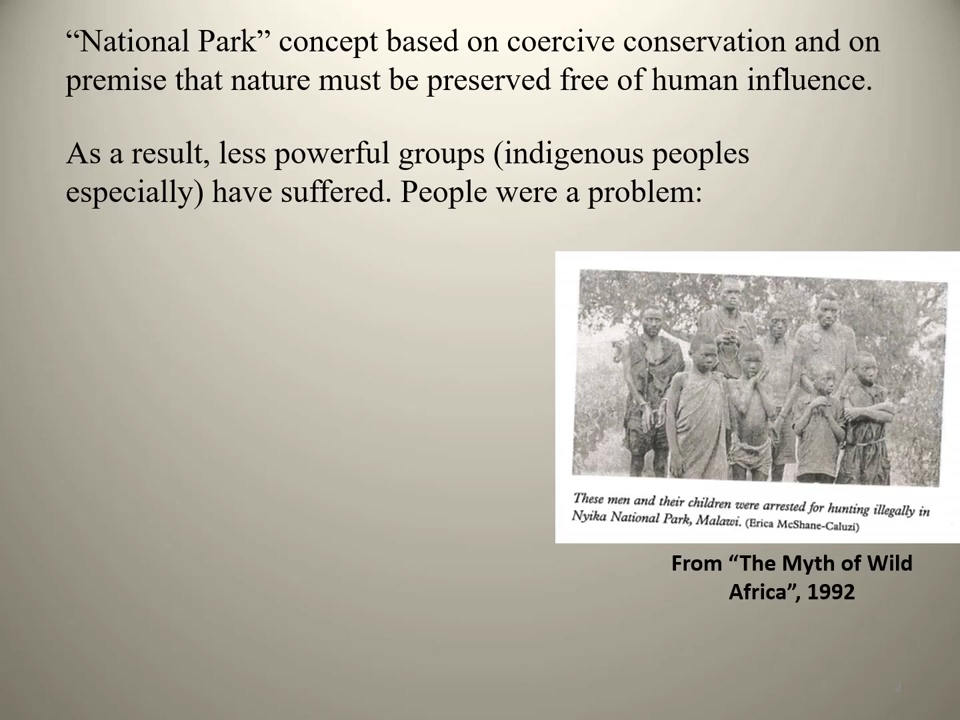 “National Park” concept based on coercive conservation and on
premise that nature must be preserved free of human influence.
As a result, less powerful groups (indigenous peoples
especially) have suffered. People were a problem:
These men and their children were arrested for hunting illegally in
Nyika National Park, Malawi. (Erica McShane-Caluzi)
From “The Myth of Wild
Africa”, 1992